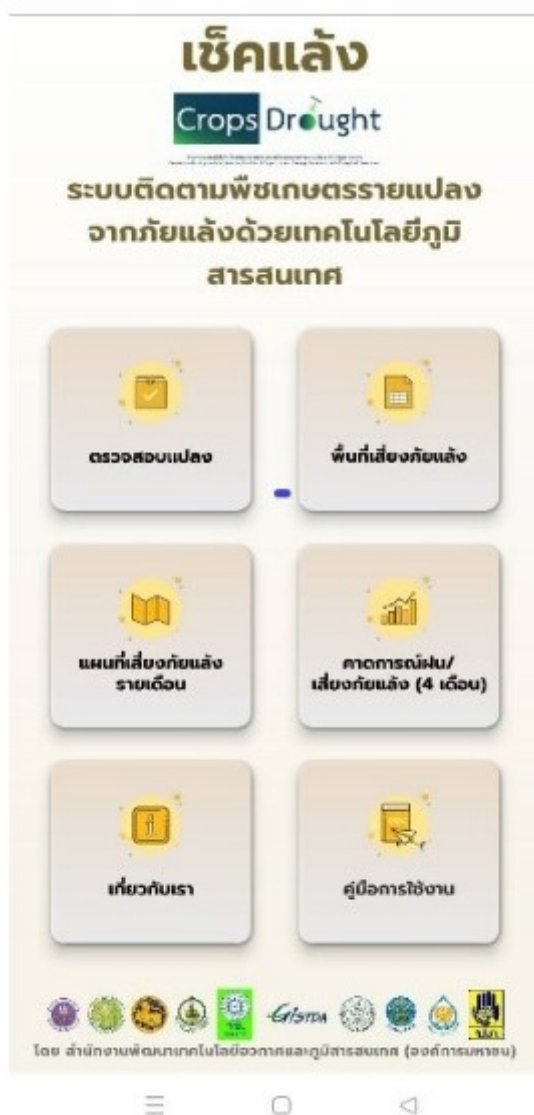 เช็คแล้ง
Crops Drought
ระบบติดตามพืชเกษตรรายแปลง
จากภัยแล้งด้วยเทคโนโลยีภูมิ
สารสนเทศ
ตรวจสอบแปลง
พื้นที่เสี่ยงภัยแล้ง
แผนที่เสี่ยงภัยแล้ง
รายเดือน
คาดการณ์ฝน/
เสี่ยงภัยแล้ง (4 เดือน)
เกี่ยวกับเรา
คู่มือการใช้งาน
GISTDA
โดย สำนักงานพัฒนาเทคโนโลยีอวกาศและภูมิสารสนเทศ (องค์การมหาชน)